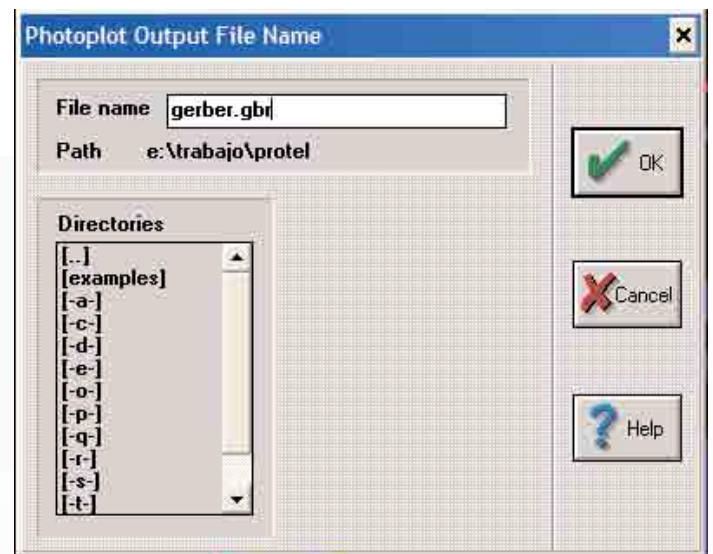 Photoplot Output File Name
File name gerber.gbr
Path e:\trabajo\protel
OK
Directories
[..]
[examples]
[-a-]
[-c-]
[-d-]
[-e-]
[-o-]
[-p-]
[-q-]
[-r-]
[-s-]
[-t-]
Cancel
Help